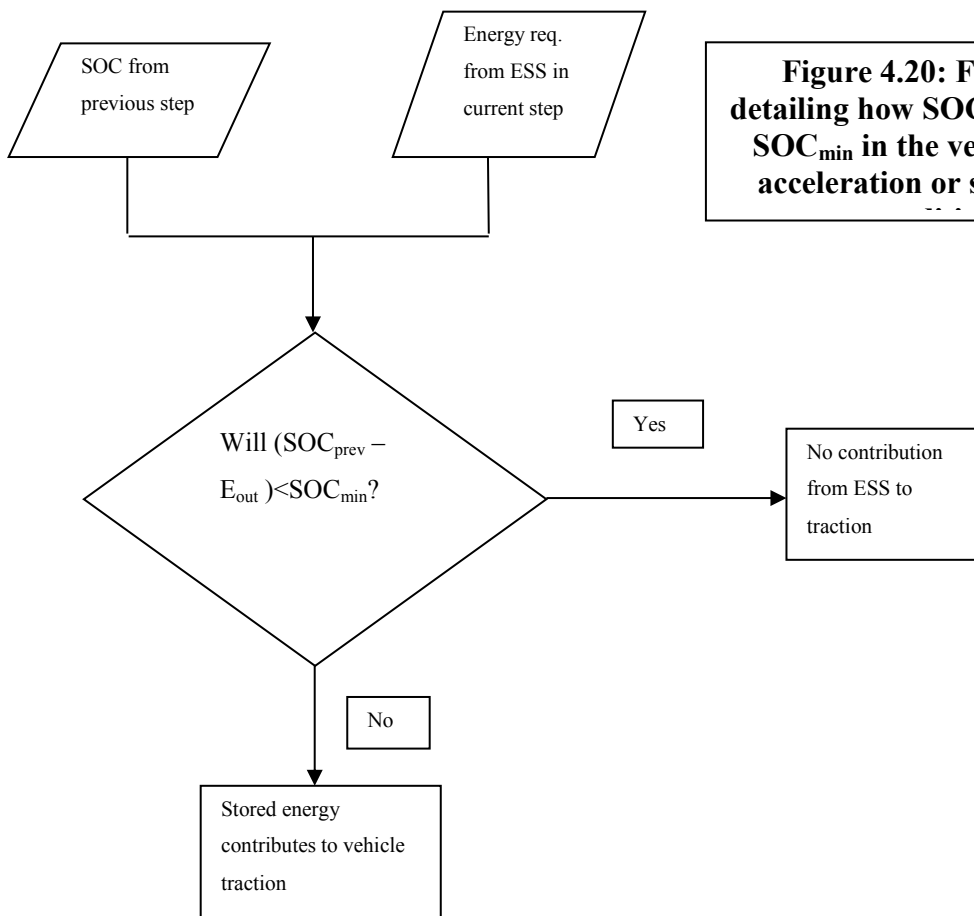 SOC from
previous step
Energy req.
from ESS in
current step
Figure 4.20: F
detailing how SOC
SOCmin in the ve
acceleration or s
Will (SOCprev –
Eout )<SOCmin?
Yes
No contribution
from ESS to
traction
No
Stored energy
contributes to vehicle
traction